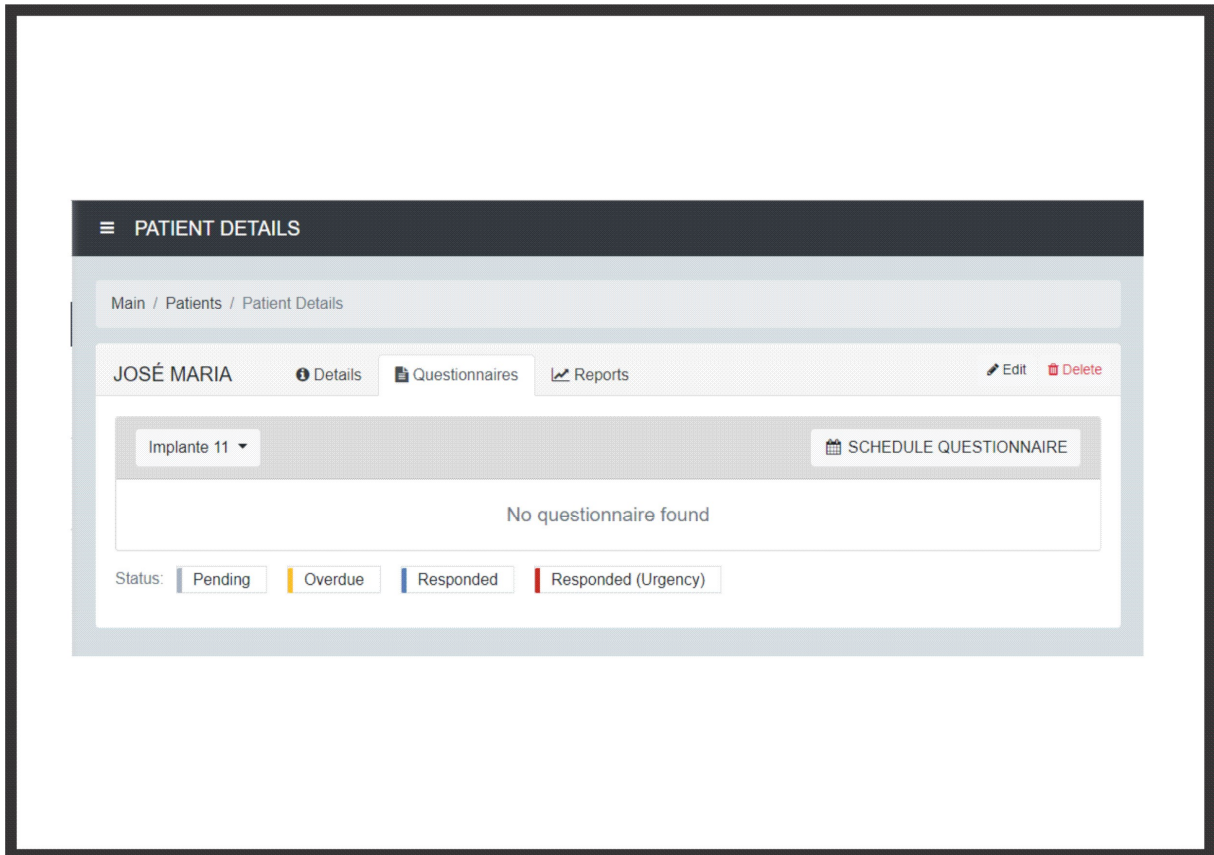 PATIENT DETAILS
Main / Patients / Patient Details
JOSÉ MARIA Details Questionnaires Reports Edit Delete
Implante 11 SCHEDULE QUESTIONNAIRE
No questionnaire found
Status: Pending Overdue Responded Responded (Urgency)